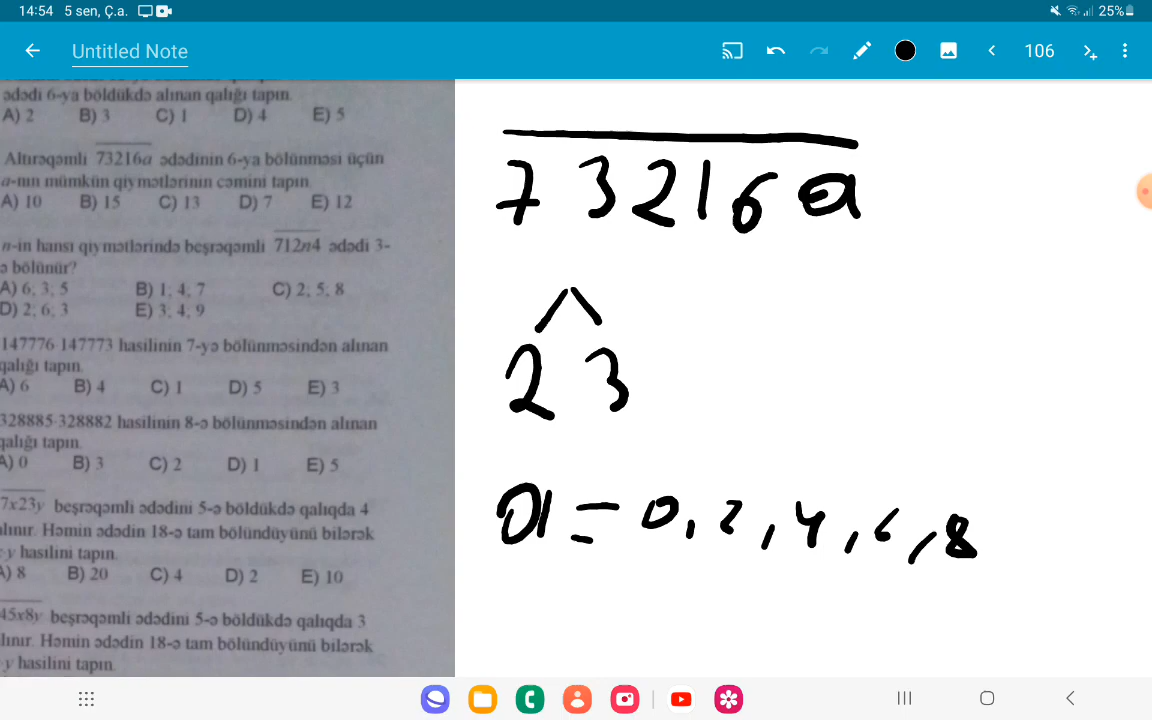 14:54 5 sen, Ç.a. 25%
Untitled Note 106
ədədi 6-ya böldükdə alınan qalığı tapın.
A) 2 B) 3 C) 1 D) 4 E) 5
Altırəqəmli 73216a ədədinin 6-ya bölünməsi üçün
a-nın mümkün qiymətlərinin cəmini tapın.
A) 10 B) 15 C) 13 D) 7 E) 12
n-in hansı qiymətlərində beşrəqəmli 712n4 ədədi 3-
ə bölünür?
A) 6; 3; 5 B) 1; 4; 7 C) 2; 5; 8
D) 2; 6; 3 E) 3; 4; 9
147776·147773 hasilinin 7-yə bölünməsindən alınan
qalığı tapın.
A) 6 B) 4 C) 1 D) 5 E) 3
328885·328882 hasilinin 8-ə bölünməsindən alınan
qalığı tapın.
A) 0 B) 3 C) 2 D) 1 E) 5
7x23y beşrəqəmli ədədini 5-ə böldükdə qalıqda 4
alınır. Həmin ədədin 18-ə tam bölündüyünü bilərək
y hasilini tapın.
A) 8 B) 20 C) 4 D) 2 E) 10
45x8y beşrəqəmli ədədini 5-ə böldükdə qalıqda 3
alınır. Həmin ədədin 18-ə tam bölündüyünü bilərək
y hasilini tapın.
73216a
2 3
a = 0, 2, 4, 6, 8